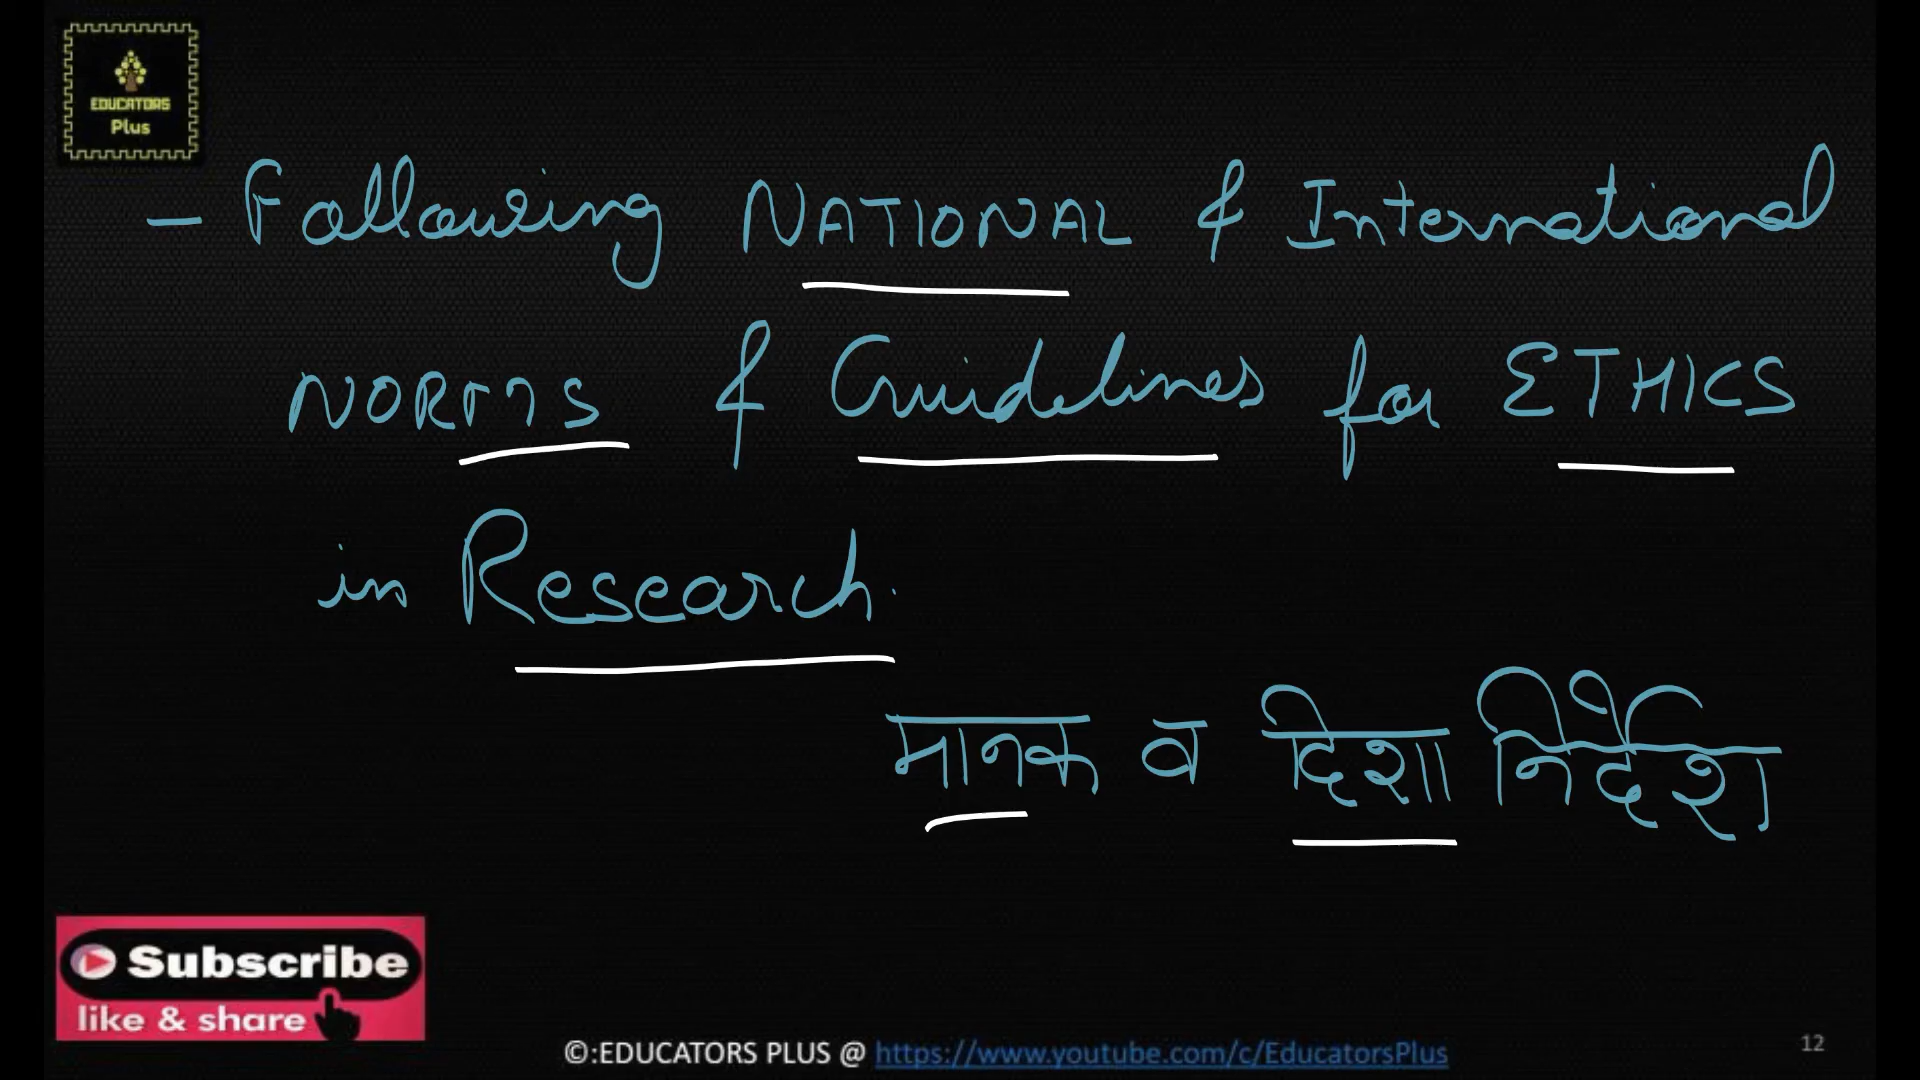 EDUCATORS
Plus
- Following NATIONAL & International
NORMS & Guidelines for ETHICS
in Research.
मानक व दिशा निर्देश
Subscribe
like & share
©:EDUCATORS PLUS @ https://www.youtube.com/c/EducatorsPlus
12